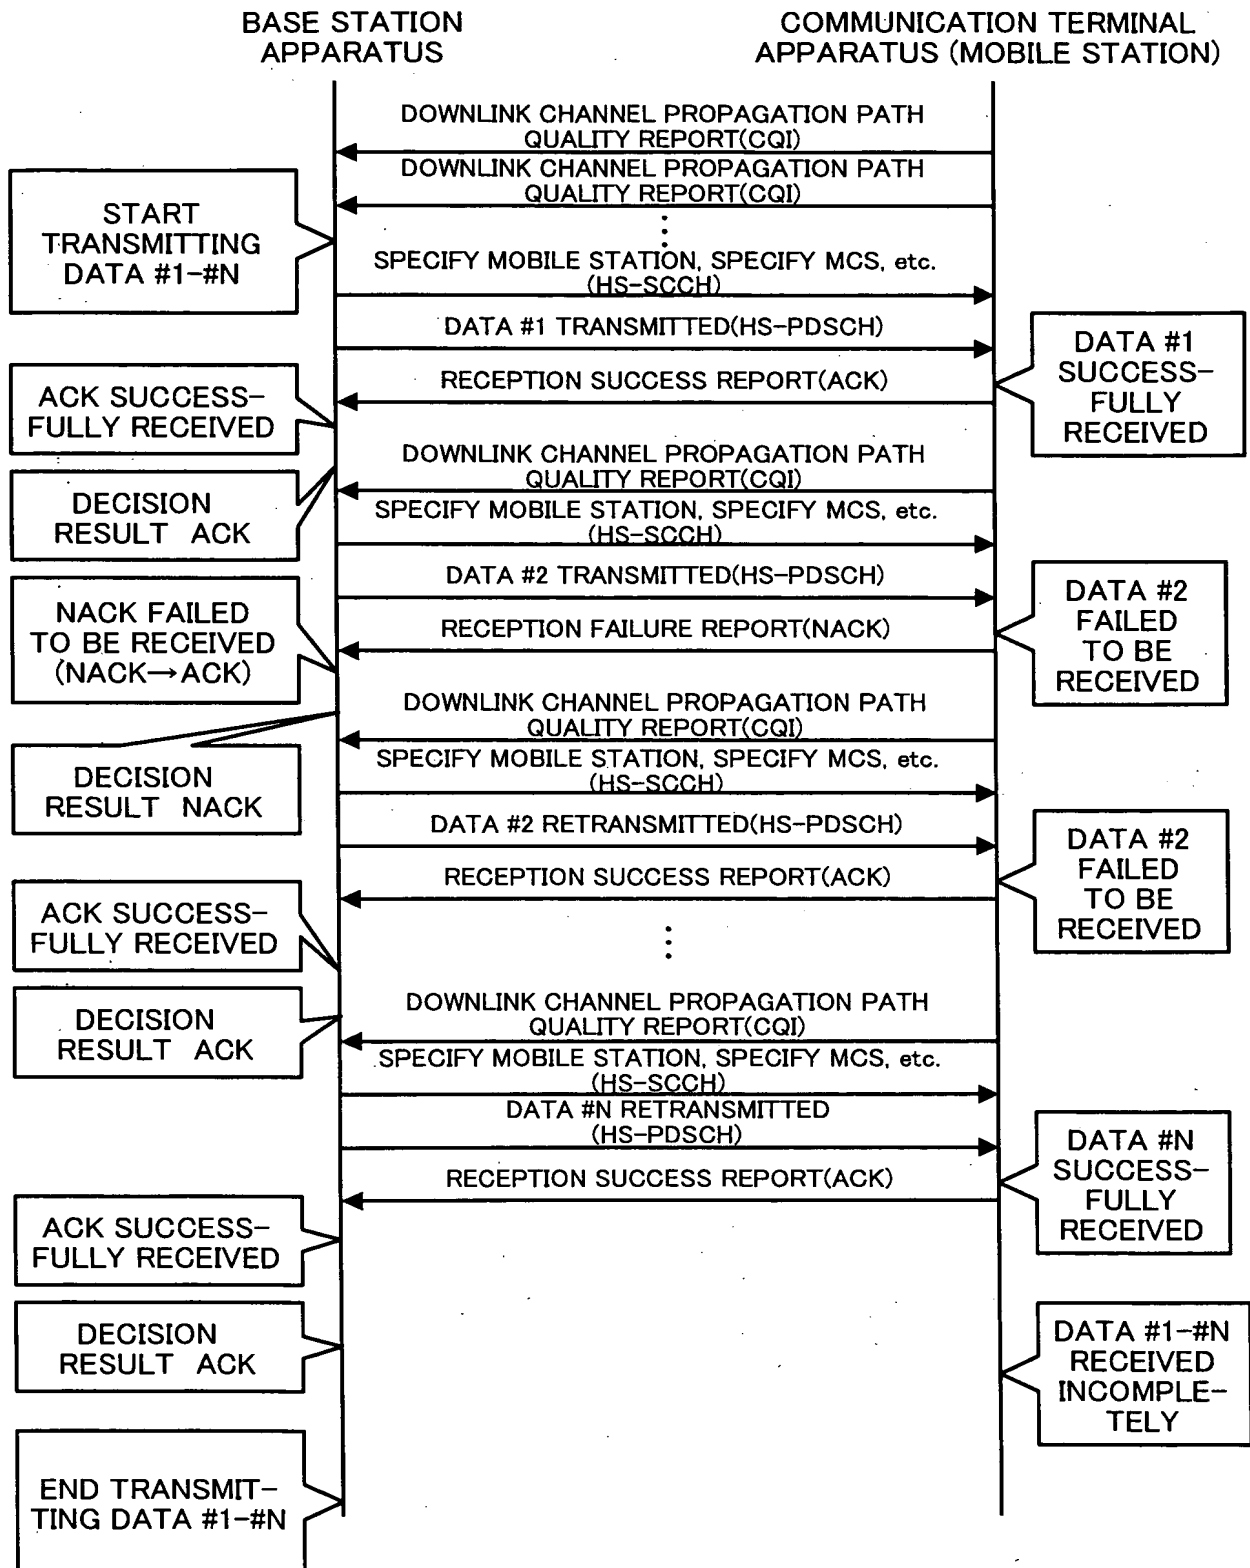 BASE STATION
APPARATUS
COMMUNICATION TERMINAL
APPARATUS (MOBILE STATION)
DOWNLINK CHANNEL PROPAGATION PATH
QUALITY REPORT(CQI)
DOWNLINK CHANNEL PROPAGATION PATH
QUALITY REPORT(CQI)
START
TRANSMITTING
DATA #1-#N
SPECIFY MOBILE STATION, SPECIFY MCS, etc.
(HS-SCCH)
DATA #1 TRANSMITTED(HS-PDSCH)
DATA #1
SUCCESS-
FULLY
RECEIVED
RECEPTION SUCCESS REPORT(ACK)
ACK SUCCESS-
FULLY RECEIVED
DOWNLINK CHANNEL PROPAGATION PATH
QUALITY REPORT(CQI)
DECISION
RESULT ACK
SPECIFY MOBILE STATION, SPECIFY MCS, etc.
(HS-SCCH)
DATA #2 TRANSMITTED(HS-PDSCH)
DATA #2
FAILED
TO BE
RECEIVED
NACK FAILED
TO BE RECEIVED
(NACK→ACK)
RECEPTION FAILURE REPORT(NACK)
DOWNLINK CHANNEL PROPAGATION PATH
QUALITY REPORT(CQI)
DECISION
RESULT NACK
SPECIFY MOBILE STATION, SPECIFY MCS, etc.
(HS-SCCH)
DATA #2 RETRANSMITTED(HS-PDSCH)
DATA #2
FAILED
TO BE
RECEIVED
RECEPTION SUCCESS REPORT(ACK)
ACK SUCCESS-
FULLY RECEIVED
DOWNLINK CHANNEL PROPAGATION PATH
QUALITY REPORT(CQI)
DECISION
RESULT ACK
SPECIFY MOBILE STATION, SPECIFY MCS, etc.
(HS-SCCH)
DATA #N RETRANSMITTED
(HS-PDSCH)
DATA #N
SUCCESS-
FULLY
RECEIVED
RECEPTION SUCCESS REPORT(ACK)
ACK SUCCESS-
FULLY RECEIVED
DECISION
RESULT ACK
DATA #1-#N
RECEIVED
INCOMPLE-
TELY
END TRANSMIT-
TING DATA #1-#N